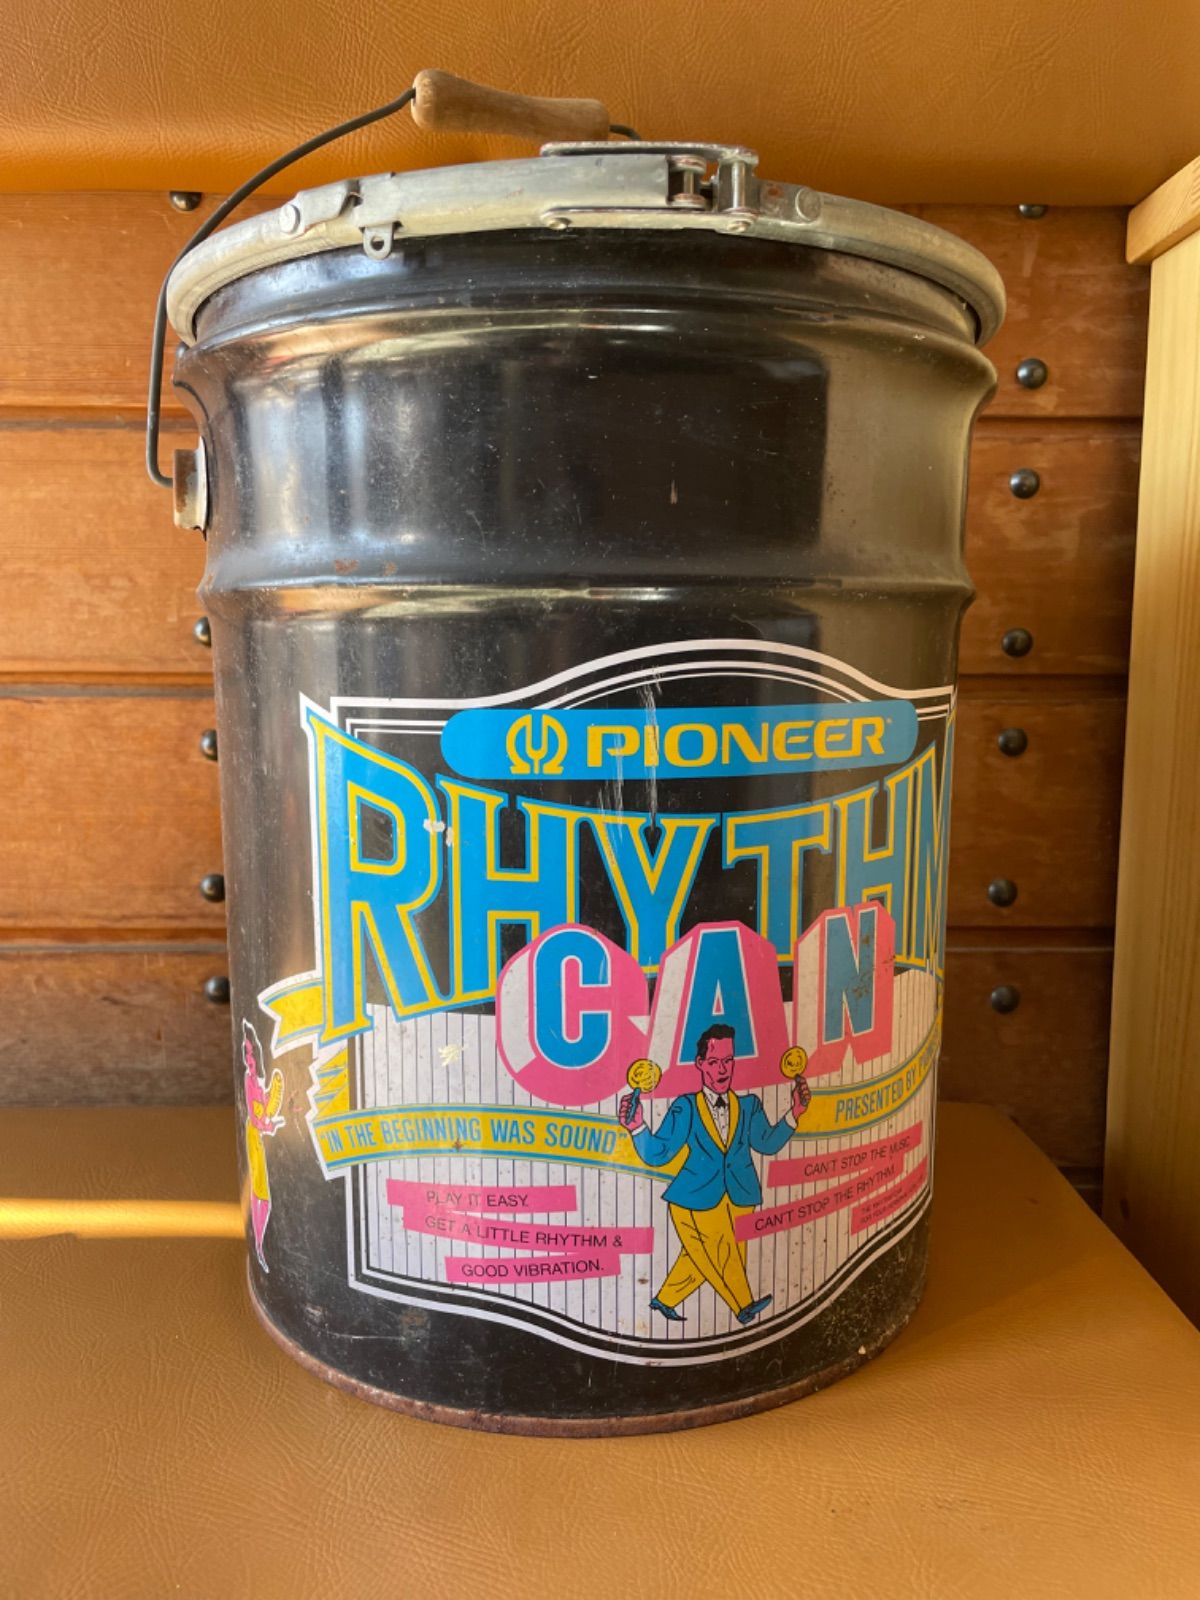 PIONEER
RHYTHM
CAN
"IN THE BEGINNING WAS SOUND"
PRESENTED BY
PLAY IT EASY.
GET A LITTLE RHYTHM &
GOOD VIBRATION.
CAN'T STOP THE MUSIC.
CAN'T STOP THE RHYTHM.